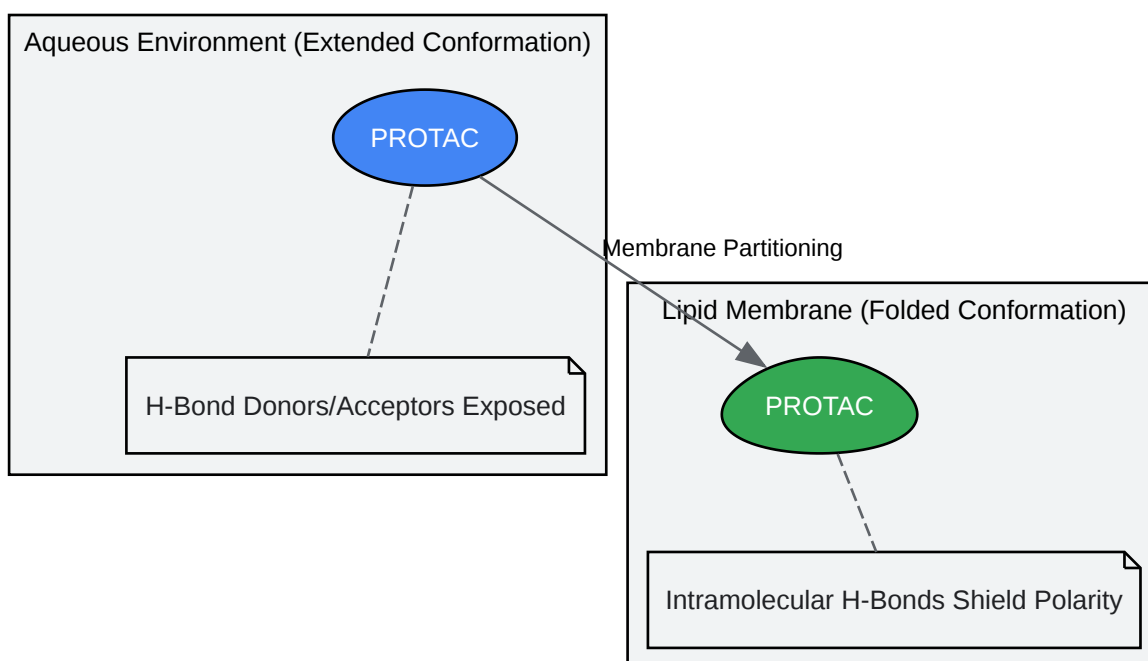 Aqueous Environment (Extended Conformation)
PROTAC
Membrane Partitioning
Lipid Membrane (Folded Conformation)
H-Bond Donors/Acceptors Exposed
PROTAC
Intramolecular H-Bonds Shield Polarity